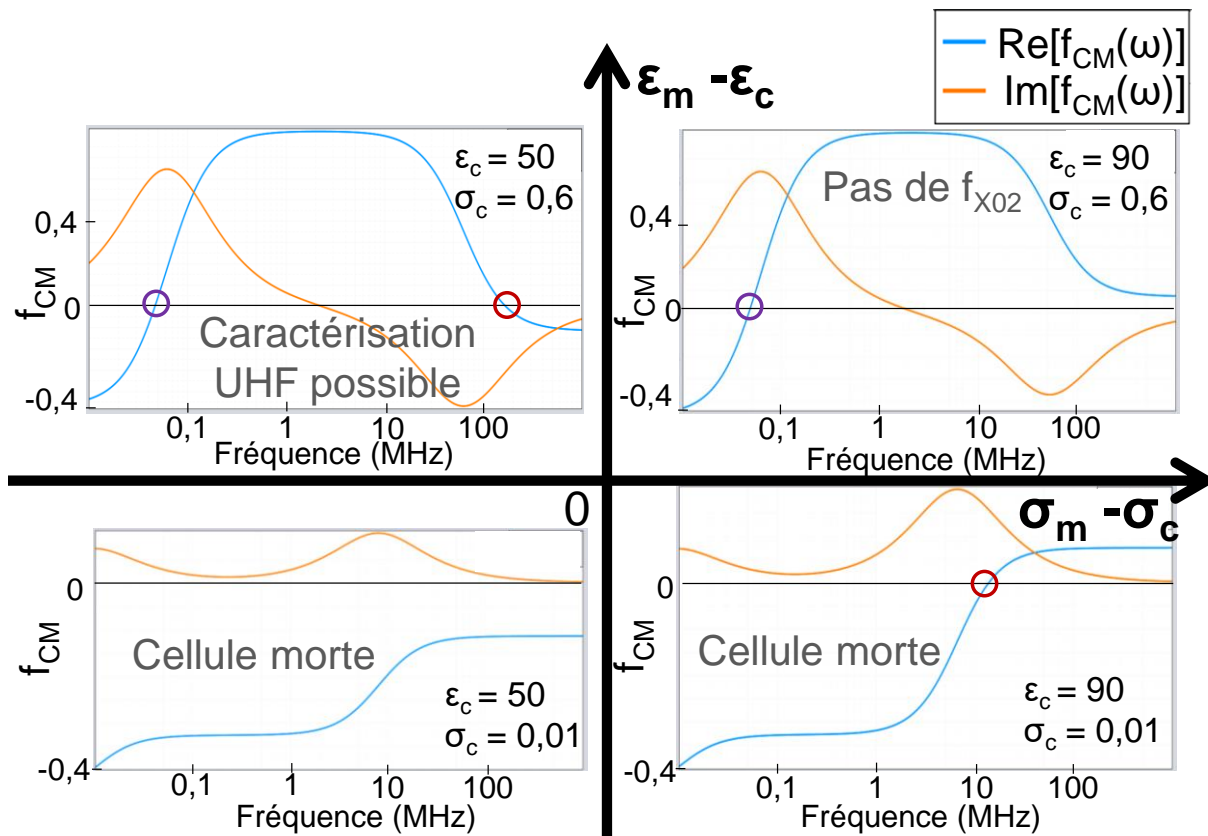 Re[f_CM(ω)]
Im[f_CM(ω)]
ε_m -ε_c
ε_c = 50
σ_c = 0,6
0,4
0
-0,4
f_CM
Caractérisation
UHF possible
0,1 1 10 100
Fréquence (MHz)
ε_c = 90
σ_c = 0,6
Pas de f_X02
0,4
0
-0,4
f_CM
0,1 1 10 100
Fréquence (MHz)
0
σ_m -σ_c
0
-0,4
f_CM
Cellule morte
ε_c = 50
σ_c = 0,01
0,1 1 10 100
Fréquence (MHz)
0
-0,4
f_CM
Cellule morte
ε_c = 90
σ_c = 0,01
0,1 1 10 100
Fréquence (MHz)